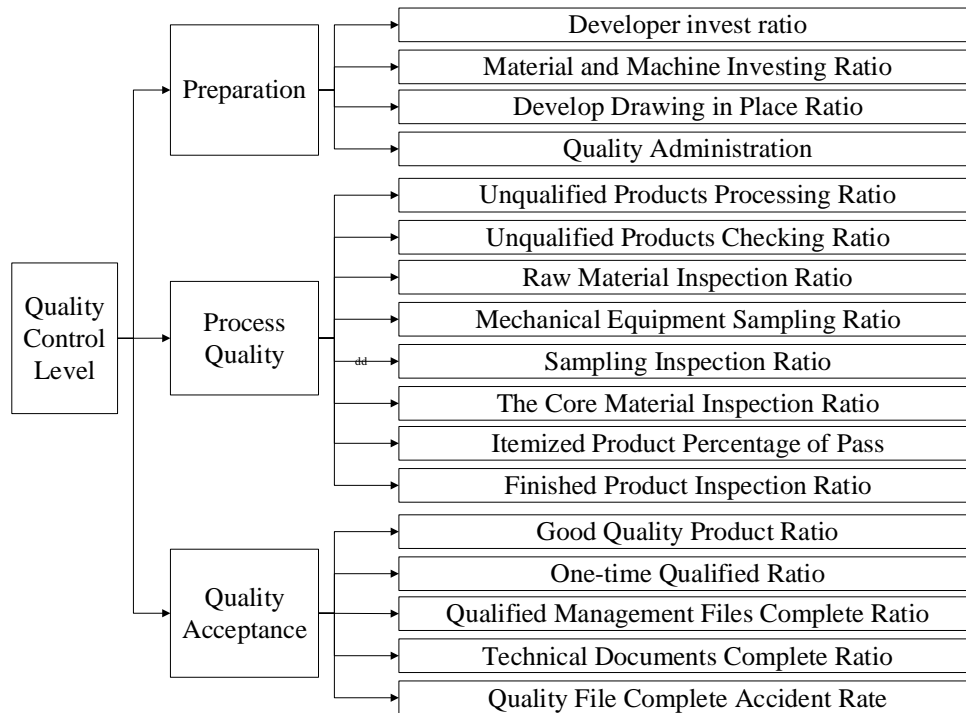 Quality
Control
Level
Preparation
Developer invest ratio
Material and Machine Investing Ratio
Develop Drawing in Place Ratio
Quality Administration
Process
Quality
Unqualified Products Processing Ratio
Unqualified Products Checking Ratio
Raw Material Inspection Ratio
Mechanical Equipment Sampling Ratio
dd
Sampling Inspection Ratio
The Core Material Inspection Ratio
Itemized Product Percentage of Pass
Finished Product Inspection Ratio
Quality
Acceptance
Good Quality Product Ratio
One-time Qualified Ratio
Qualified Management Files Complete Ratio
Technical Documents Complete Ratio
Quality File Complete Accident Rate